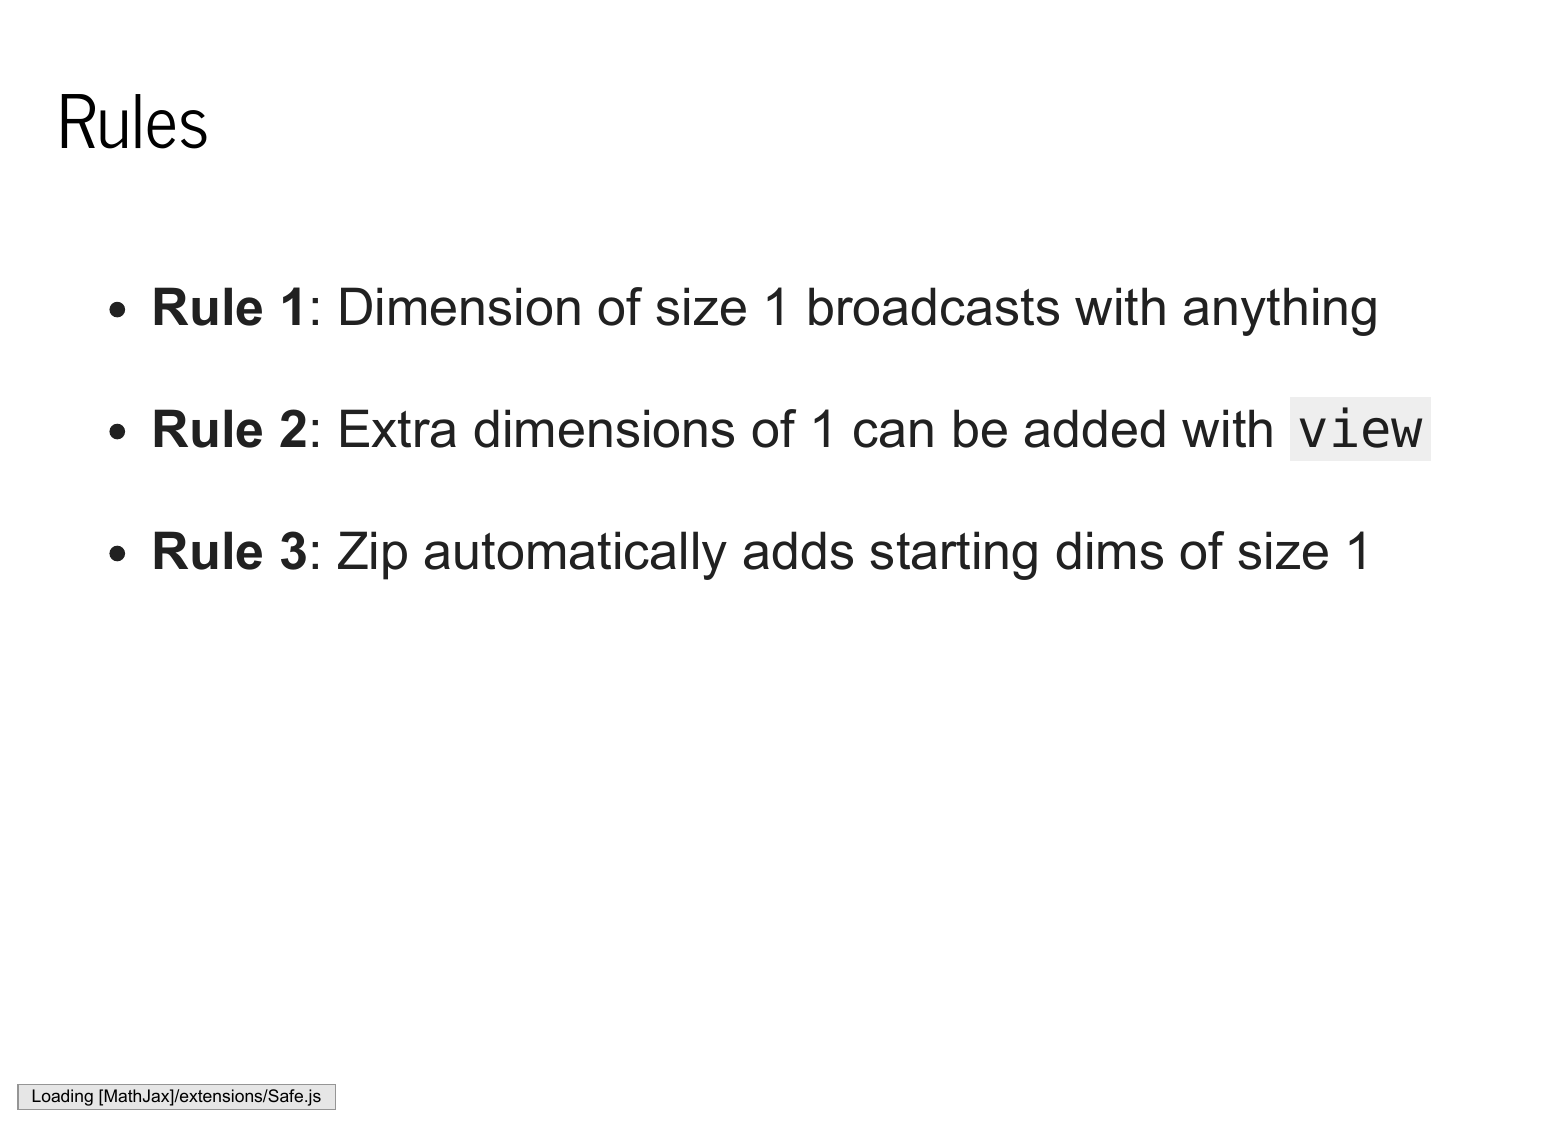 Rules
• Rule 1: Dimension of size 1 broadcasts with anything
• Rule 2: Extra dimensions of 1 can be added with view
• Rule 3: Zip automatically adds starting dims of size 1
Loading [MathJax]/extensions/Safe.js